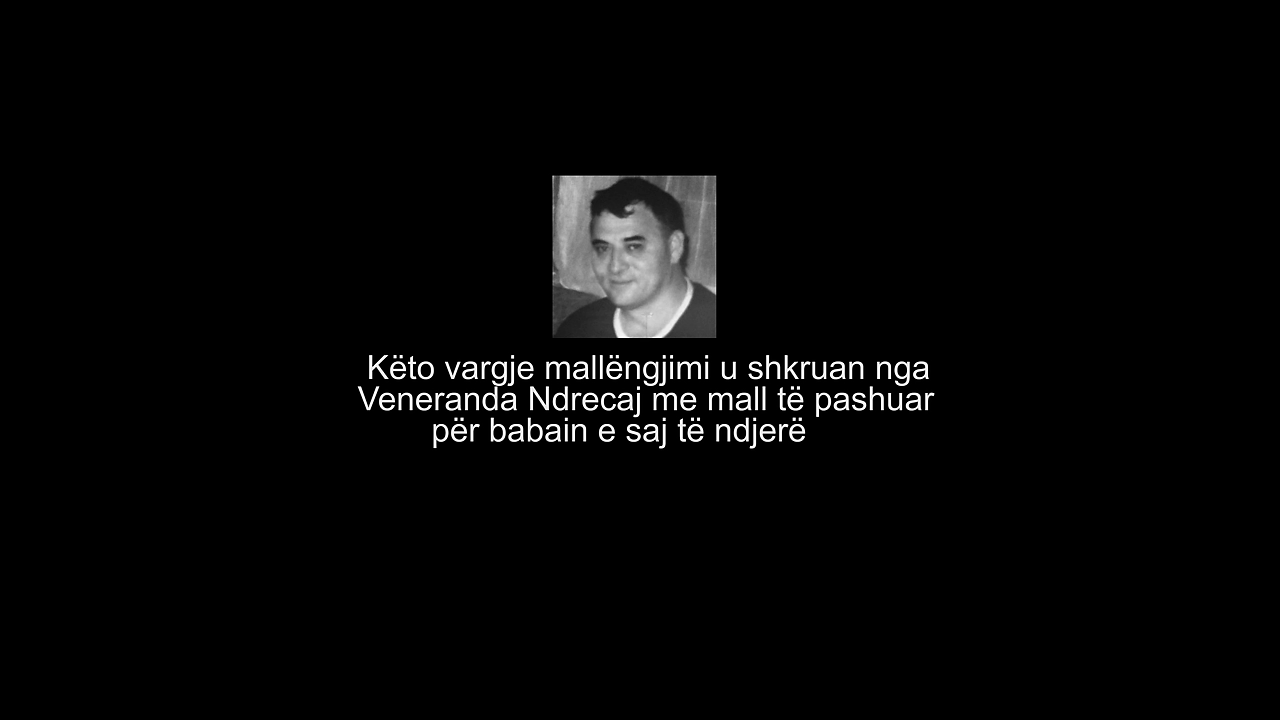 Këto vargje mallëngjimi u shkruan nga
Veneranda Ndrecaj me mall të pashuar
për babain e saj të ndjerë